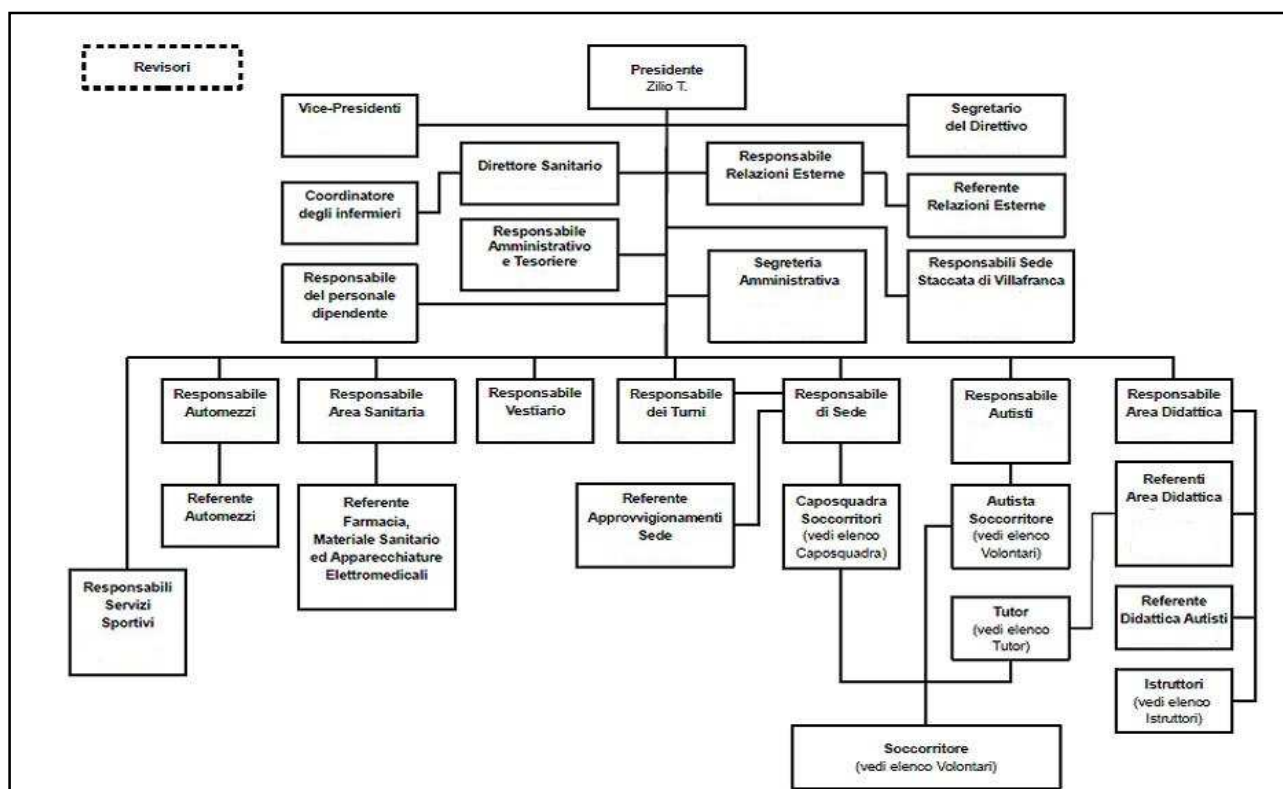 Revisori
Presidente
Zilio T.
Vice-Presidenti
Segretario
del Direttivo
Direttore Sanitario
Responsabile
Relazioni Esterne
Coordinatore
degli infermieri
Referente
Relazioni Esterne
Responsabile
Amministrativo
e Tesoriere
Responsabile
del personale
dipendente
Segreteria
Amministrativa
Responsabili Sede
Staccata di Villafranca
Responsabile
Automezzi
Responsabile
Area Sanitaria
Responsabile
Vestiario
Responsabile
dei Turni
Responsabile
di Sede
Responsabile
Autisti
Responsabile
Area Didattica
Referente
Automezzi
Referente
Farmacia,
Materiale Sanitario
ed Apparecchiature
Elettromedicali
Referente
Approvvigionamenti
Sede
Caposquadra
Soccorritori
(vedi elenco
Caposquadra)
Autista
Soccorritore
(vedi elenco
Volontari)
Referenti
Area Didattica
Responsabili
Servizi
Sportivi
Tutor
(vedi elenco
Tutor)
Referente
Didattica Autisti
Istruttori
(vedi elenco
Istruttori)
Soccorritore
(vedi elenco Volontari)